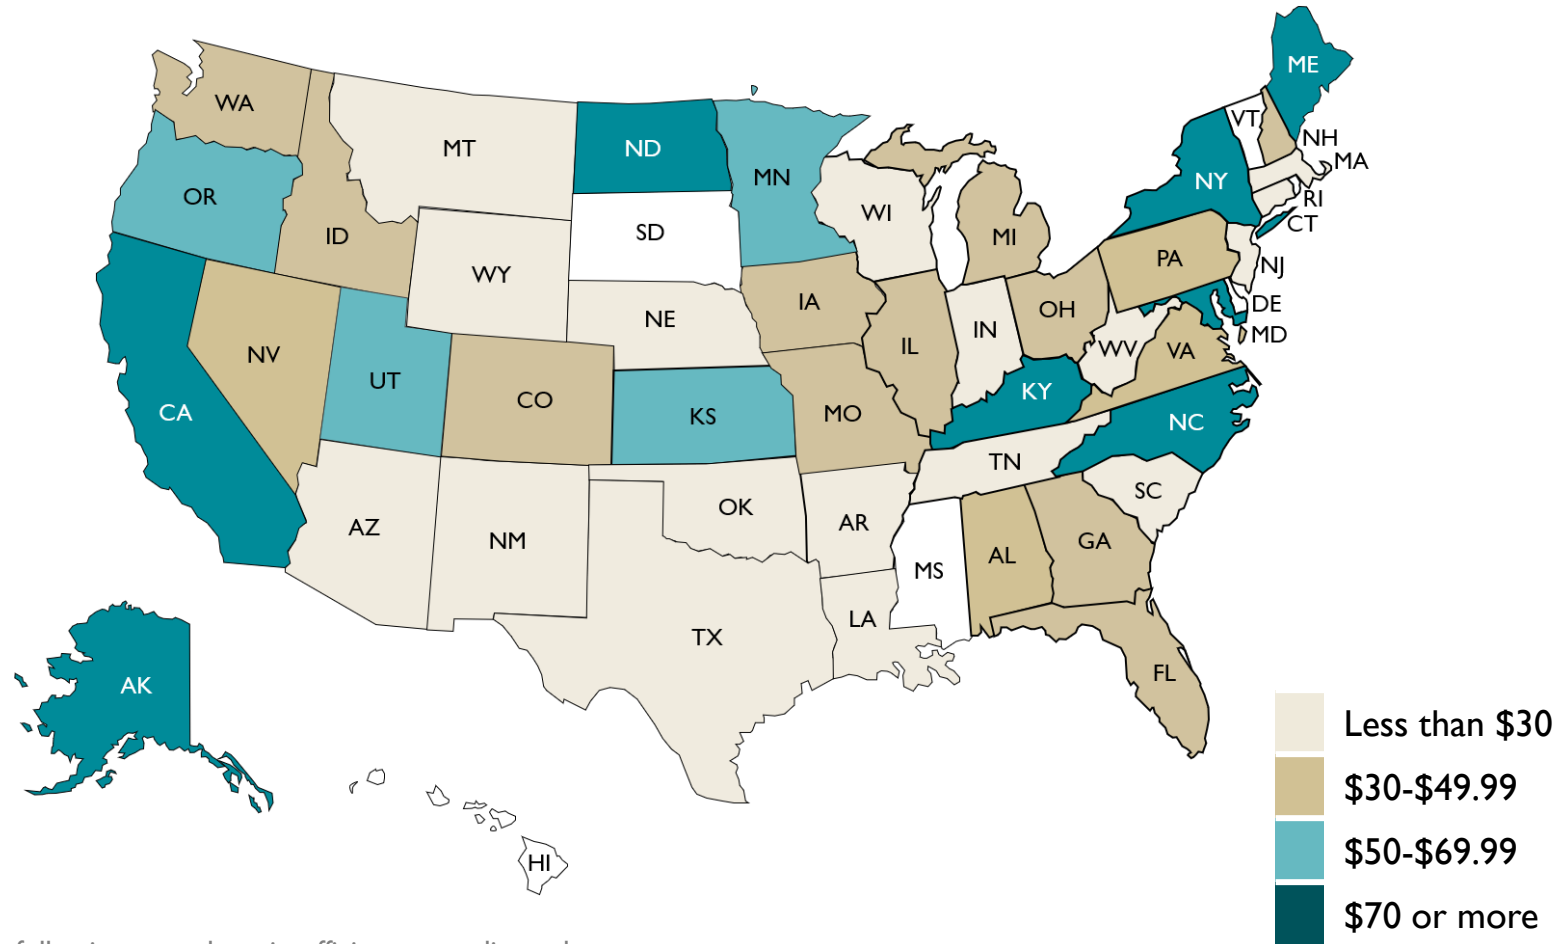 ME
WA
VT
NH
MT
ND
MA
MN
NY
OR
RI
WI
CT
SD
ID
MI
PA
NJ
WY
IA
DE
NE
OH
MD
IN
IL
WV
VA
NV
UT
KY
CO
CA
KS
MO
NC
TN
SC
OK
AR
AZ
NM
GA
AL
MS
LA
TX
FL
AK
Less than $30
$30-$49.99
$50-$69.99
HI
$70 or more